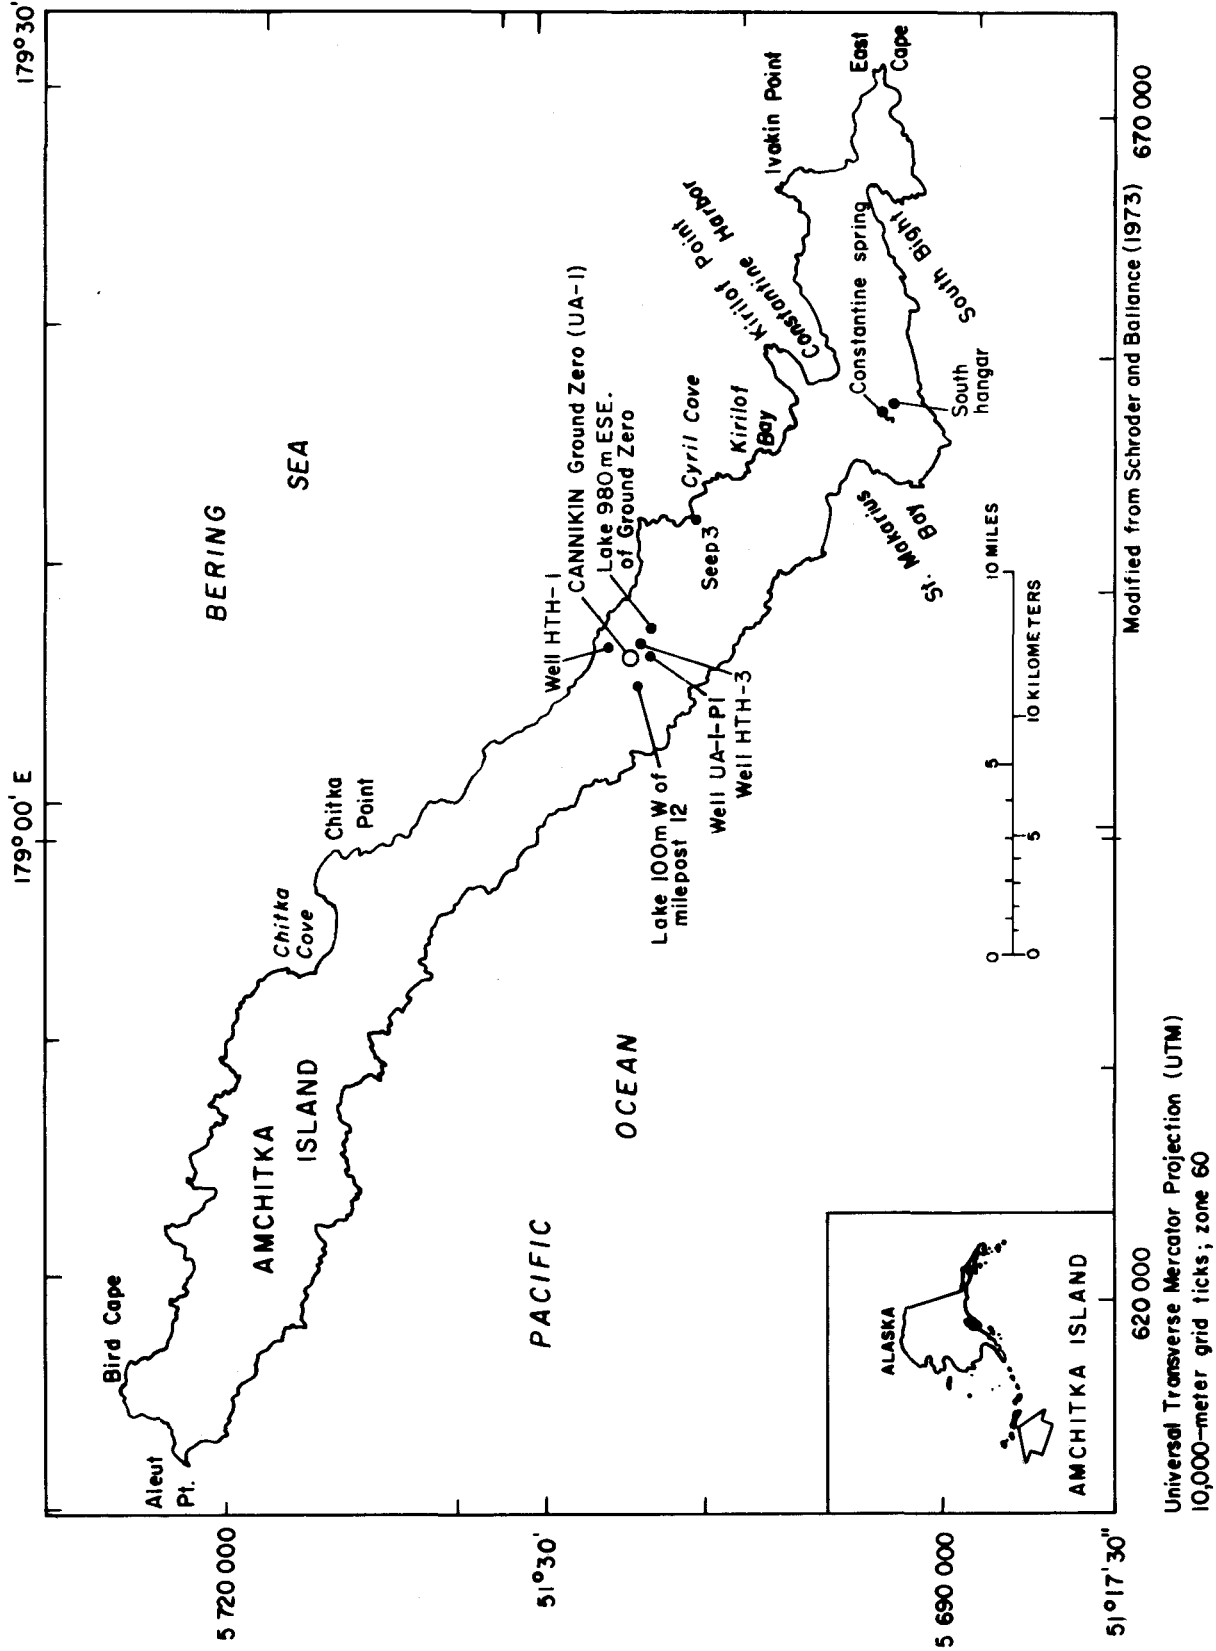 179°00' E
179°30'
Bird Cape
Aleut
Pt.
Chitka
Cove
Chitka
Point
BERING
SEA
AMCHITKA
ISLAND
Well HTH-1
CANNIKIN Ground Zero (UA-1)
Lake 980m ESE.
of Ground Zero
Cyril Cove
Kirilof
Bay
Kirilof Point
Constantine Harbor
Ivakin Point
East
Cape
Seep 3
Constantine spring
South Bight
South
hangar
St. Makarius
Bay
Lake 100m W of
milepost 12
Well UA-1-P1
Well HTH-3
PACIFIC
OCEAN
5 720 000
51°30'
5 690 000
51°17'30"
0 5 10 MILES
0 5 10 KILOMETERS
ALASKA
AMCHITKA ISLAND
620 000
670 000
Modified from Schroder and Ballance (1973)
Universal Transverse Mercator Projection (UTM)
10,000-meter grid ticks; zone 60